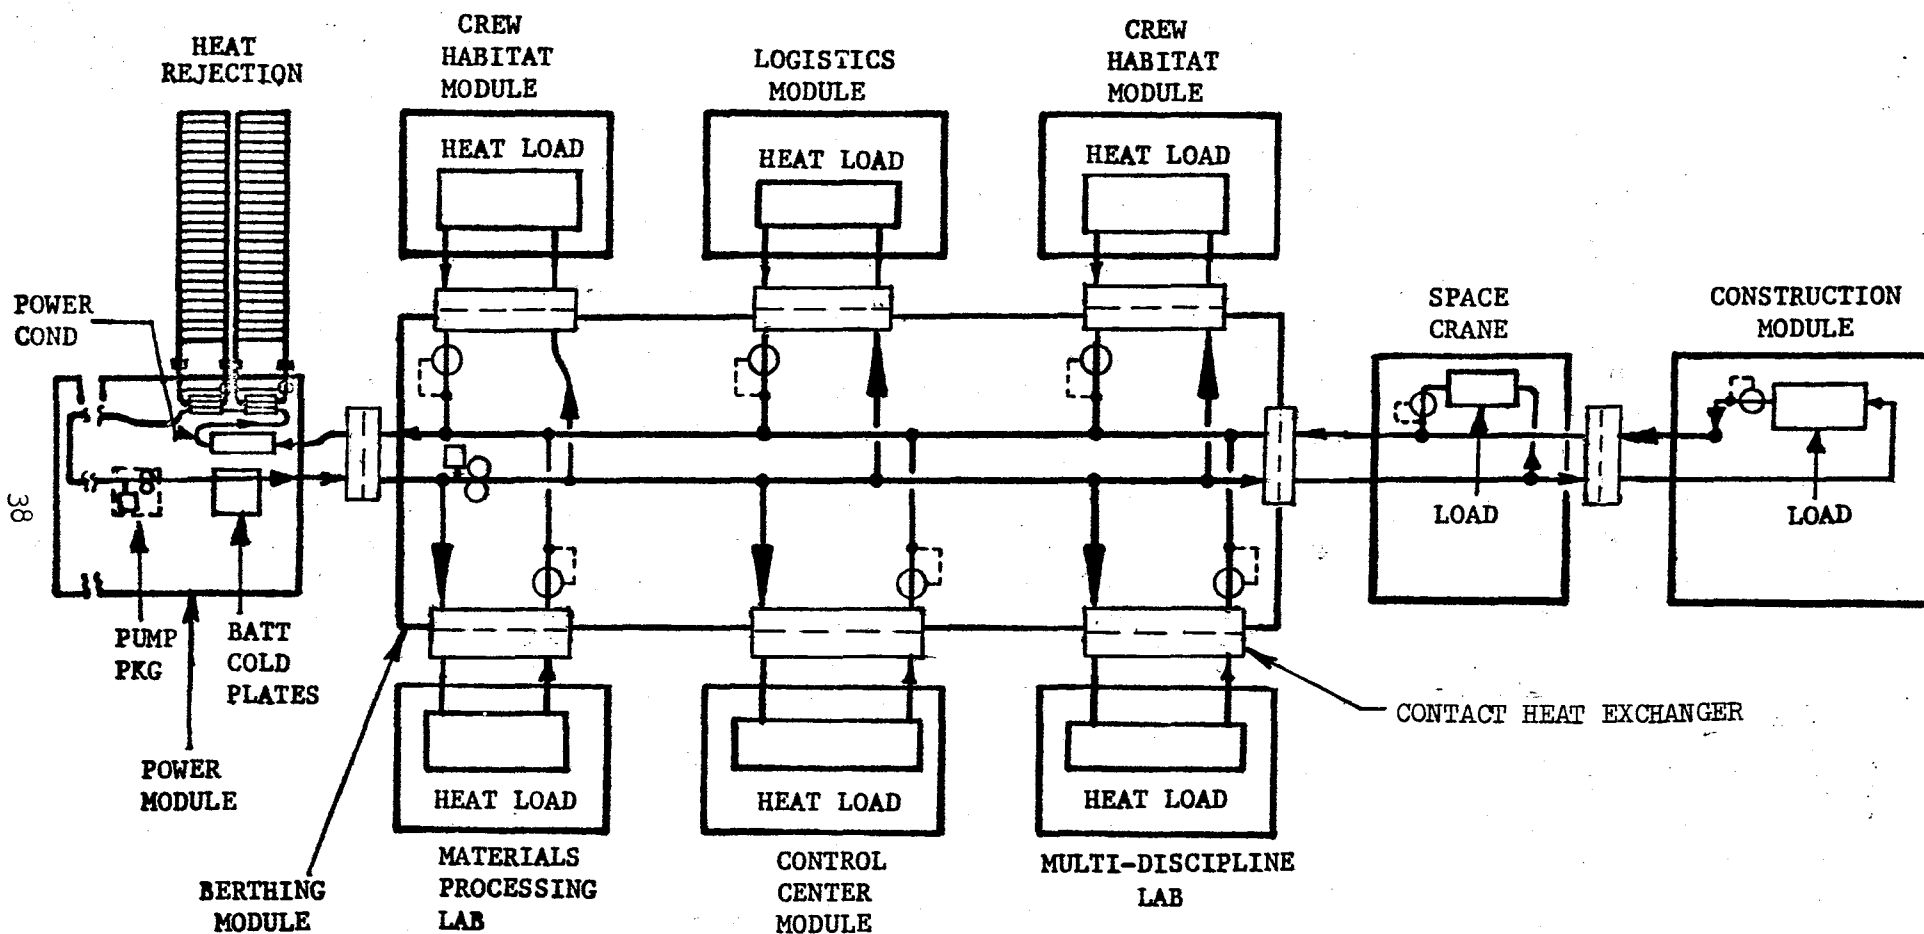 HEAT
REJECTION
CREW
HABITAT
MODULE
LOGISTICS
MODULE
CREW
HABITAT
MODULE
HEAT LOAD
HEAT LOAD
HEAT LOAD
POWER
COND
SPACE
CRANE
CONSTRUCTION
MODULE
38
LOAD
LOAD
PUMP
PKG
BATT
COLD
PLATES
POWER
MODULE
BERTHING
MODULE
HEAT LOAD
HEAT LOAD
HEAT LOAD
MATERIALS
PROCESSING
LAB
CONTROL
CENTER
MODULE
MULTI-DISCIPLINE
LAB
CONTACT HEAT EXCHANGER